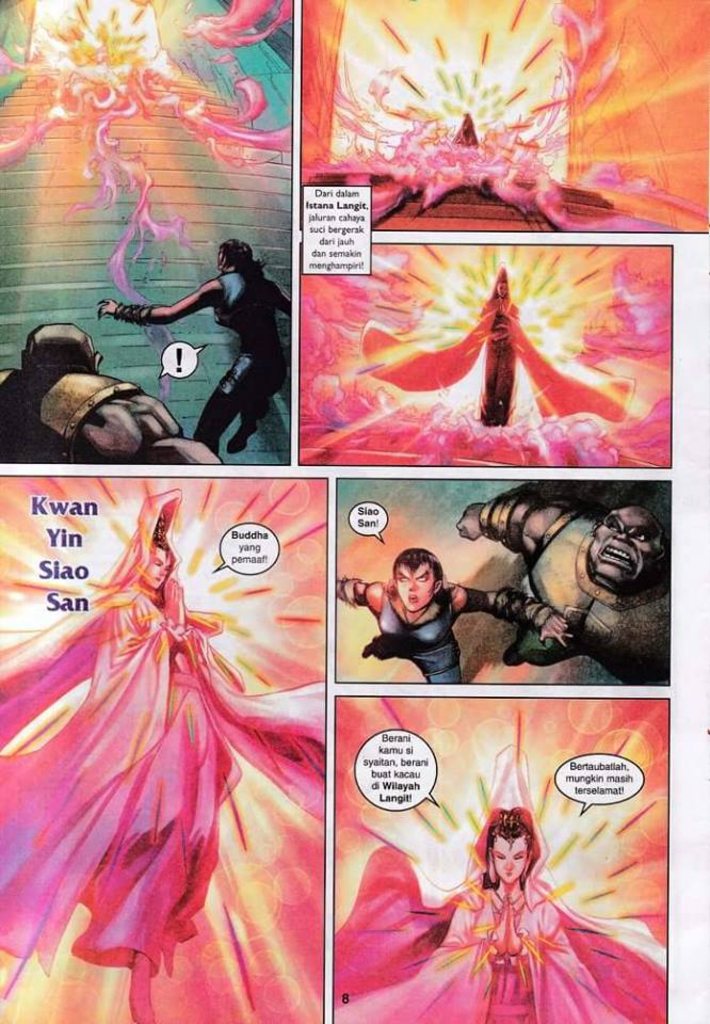 Dari dalam
Istana Langit,
jaluran cahaya
suci bergerak
dari jauh
dan semakin
menghampiri!
!
Kwan
Yin
Siao
San
Buddha
yang
pemaaf!
Siao
San!
Berani
kamu si
syaitan, berani
buat kacau
di Wilayah
Langit!
Bertaubatlah,
mungkin masih
terselamat!
8